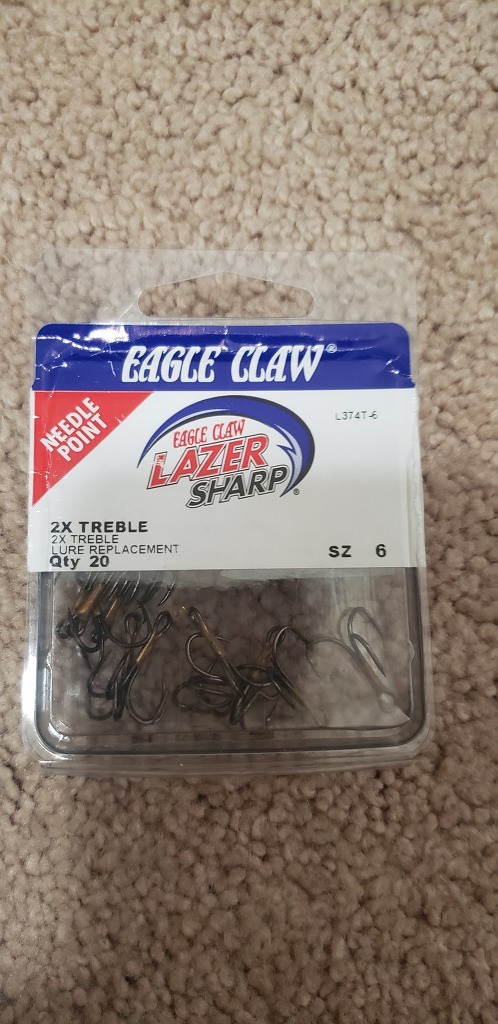 EAGLE CLAW®
NEEDLE
POINT
L374T-6
EAGLE CLAW
LAZER
SHARP®
2X TREBLE
2X TREBLE
LURE REPLACEMENT
Qty 20
SZ 6